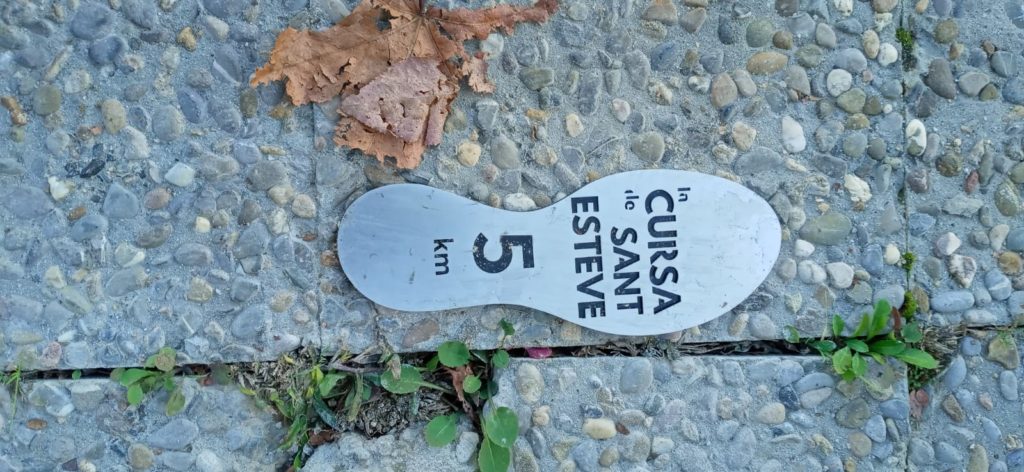 la
CURSA
de SANT
ESTEVE
5
km